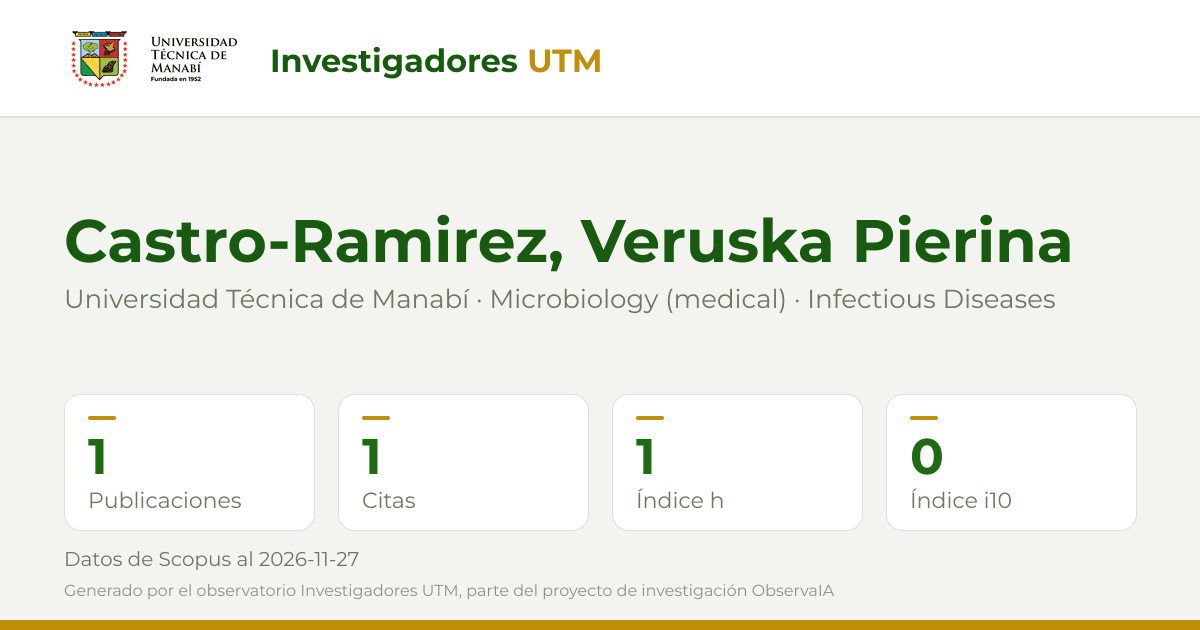 UNIVERSIDAD
TÉCNICA DE
MANABÍ
Fundada en 1952
Investigadores UTM
Castro-Ramirez, Veruska Pierina
Universidad Técnica de Manabí · Microbiology (medical) · Infectious Diseases
1
Publicaciones
1
Citas
1
Índice h
0
Índice i10
Datos de Scopus al 2026-11-27
Generado por el observatorio Investigadores UTM, parte del proyecto de investigación ObservaIA